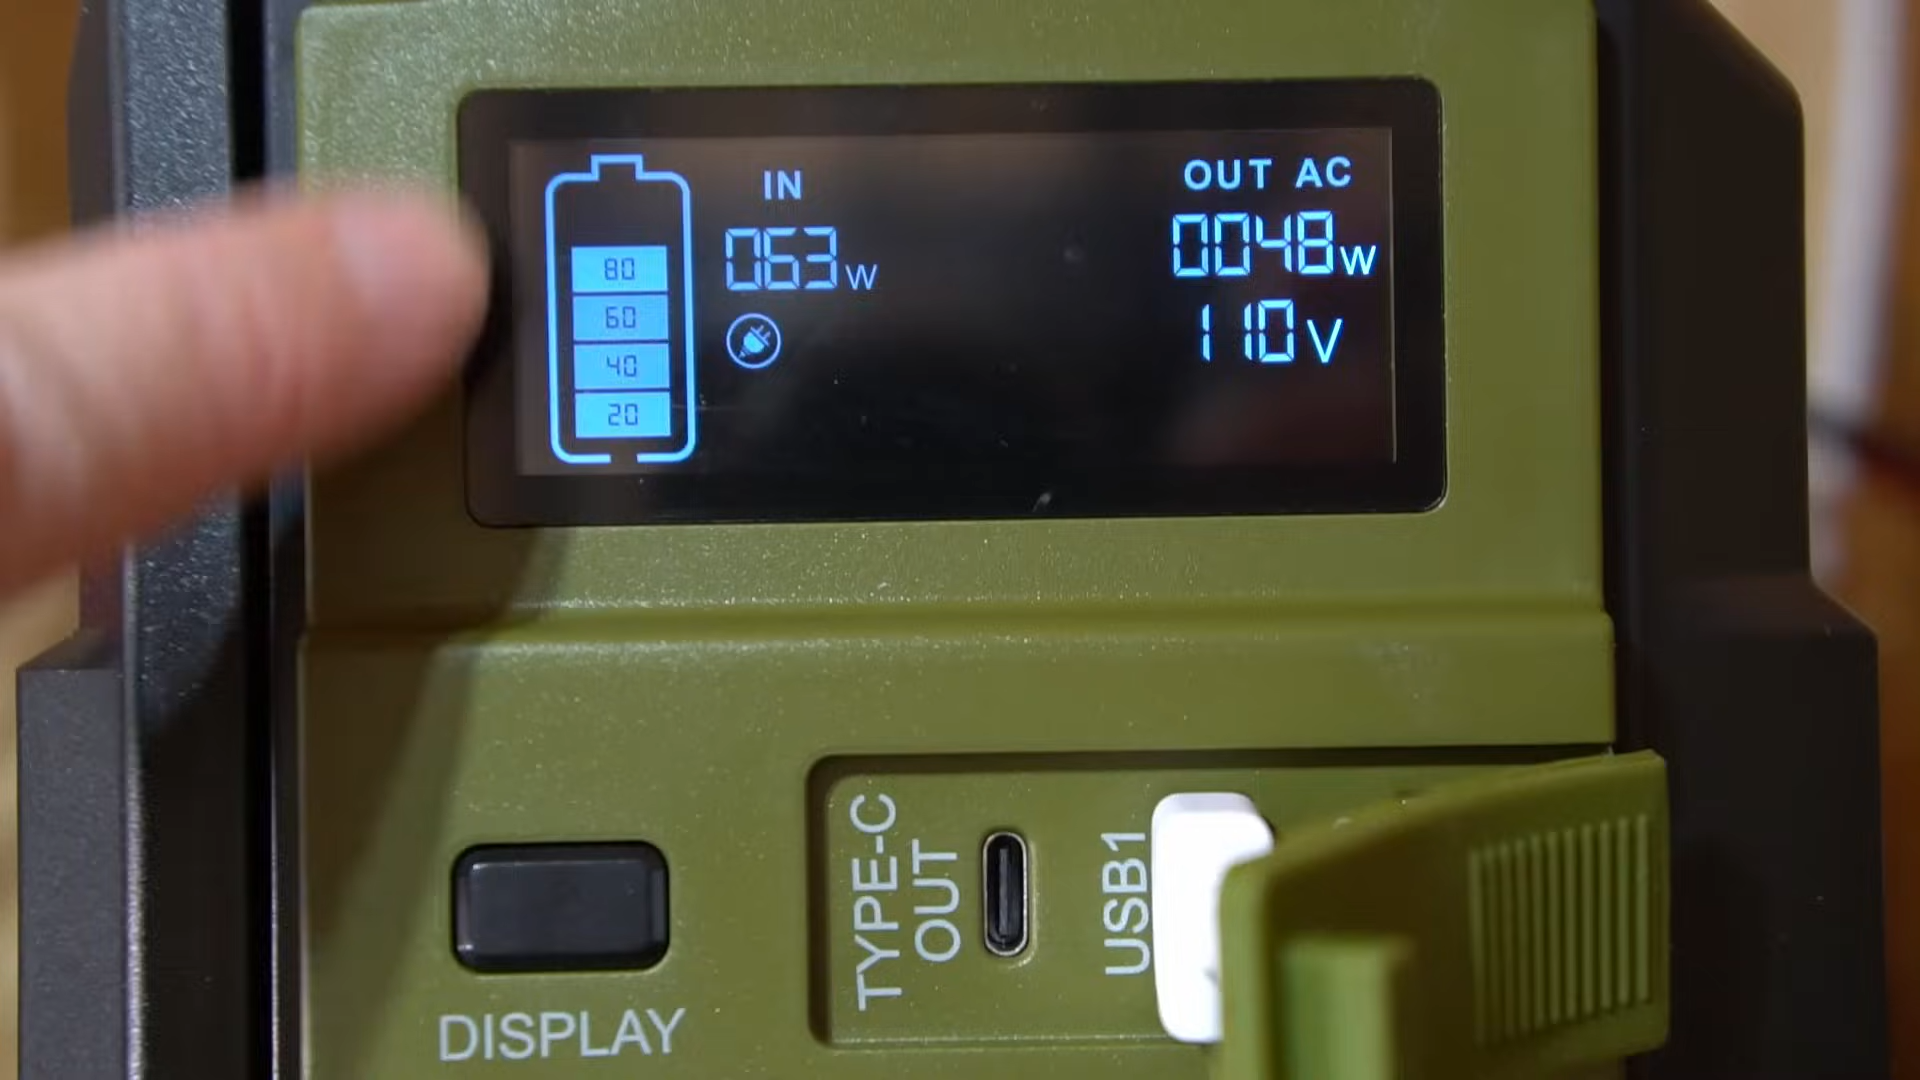 IN
063W
OUT AC
0048W
110V
80
60
40
20
TYPE-C
OUT
USB1
DISPLAY